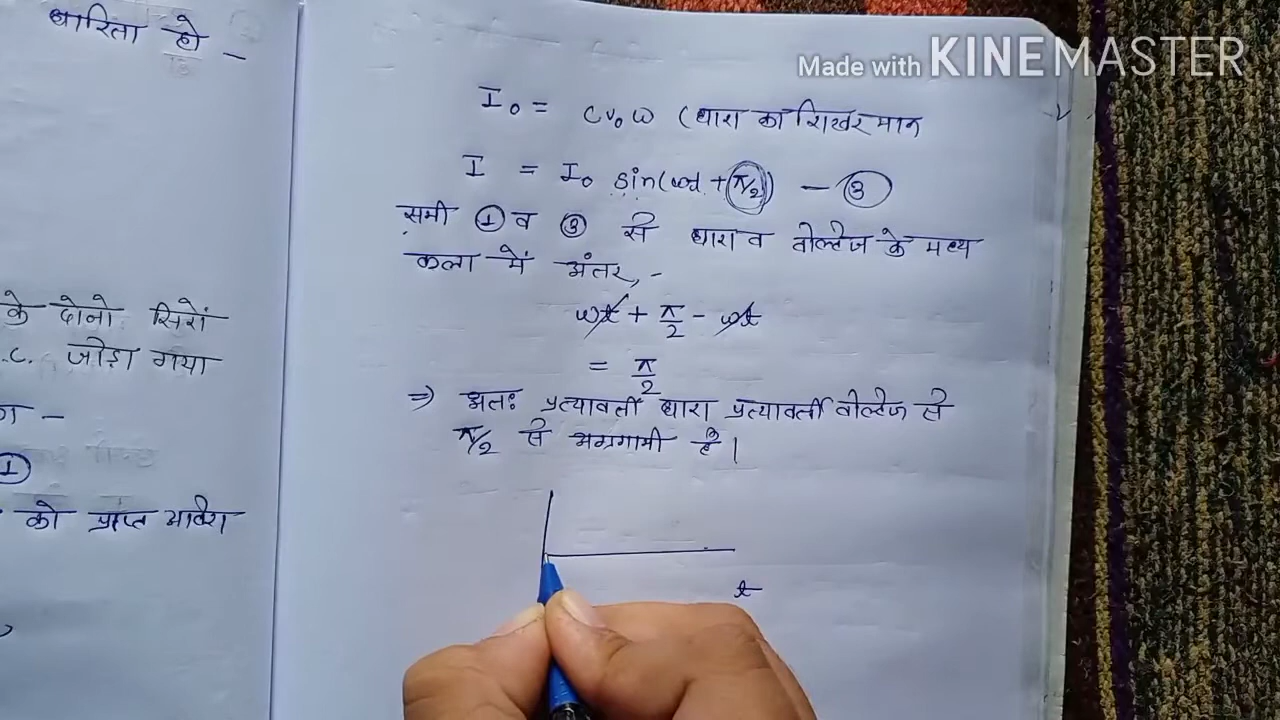 धारिता हो -
के दोनो सिरों
.C. जोड़ा गया
-
①
को प्राप्त आवेश
Made with KINEMASTER
I₀ = CV₀ω (धारा का शिखर मान
I = I₀ sin(ωt + π/2) - ③
समी ① व ③ से धारा व वोल्टेज के मध्य
कला में अंतर, -
ωt + π/2 - ωt
= π/2
⇒ अतः प्रत्यावर्ती धारा प्रत्यावर्ती वोल्टेज से
π/2 से अग्रगामी है।
t